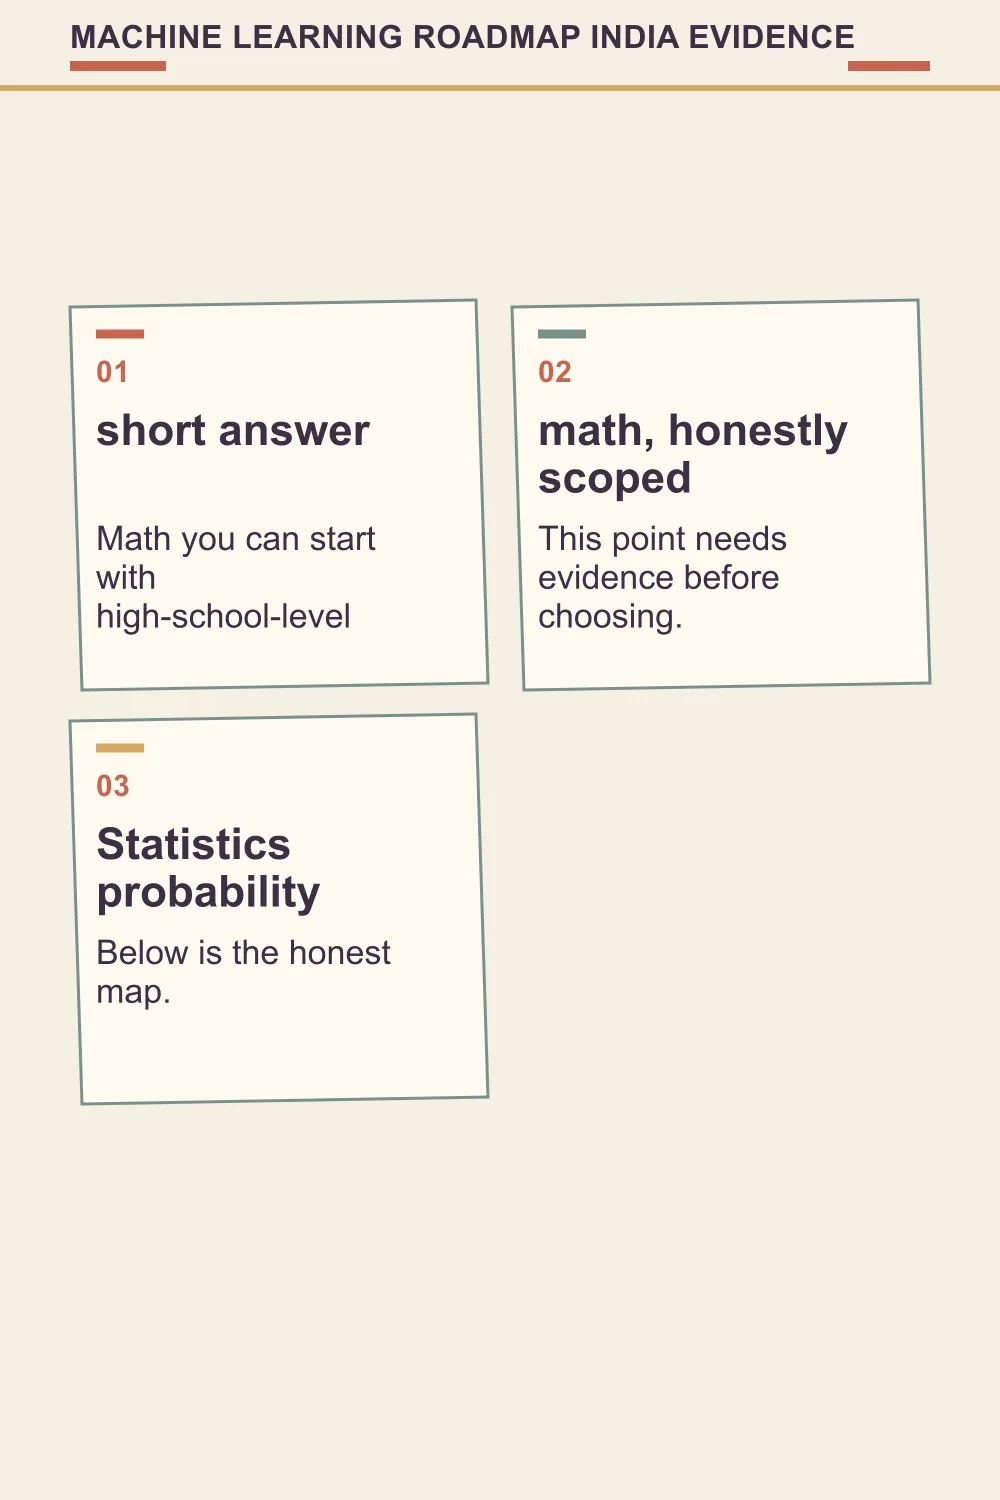 MACHINE LEARNING ROADMAP INDIA EVIDENCE
01
short answer
Math you can start
with
high-school-level
02
math, honestly
scoped
This point needs
evidence before
choosing.
03
Statistics
probability
Below is the honest
map.